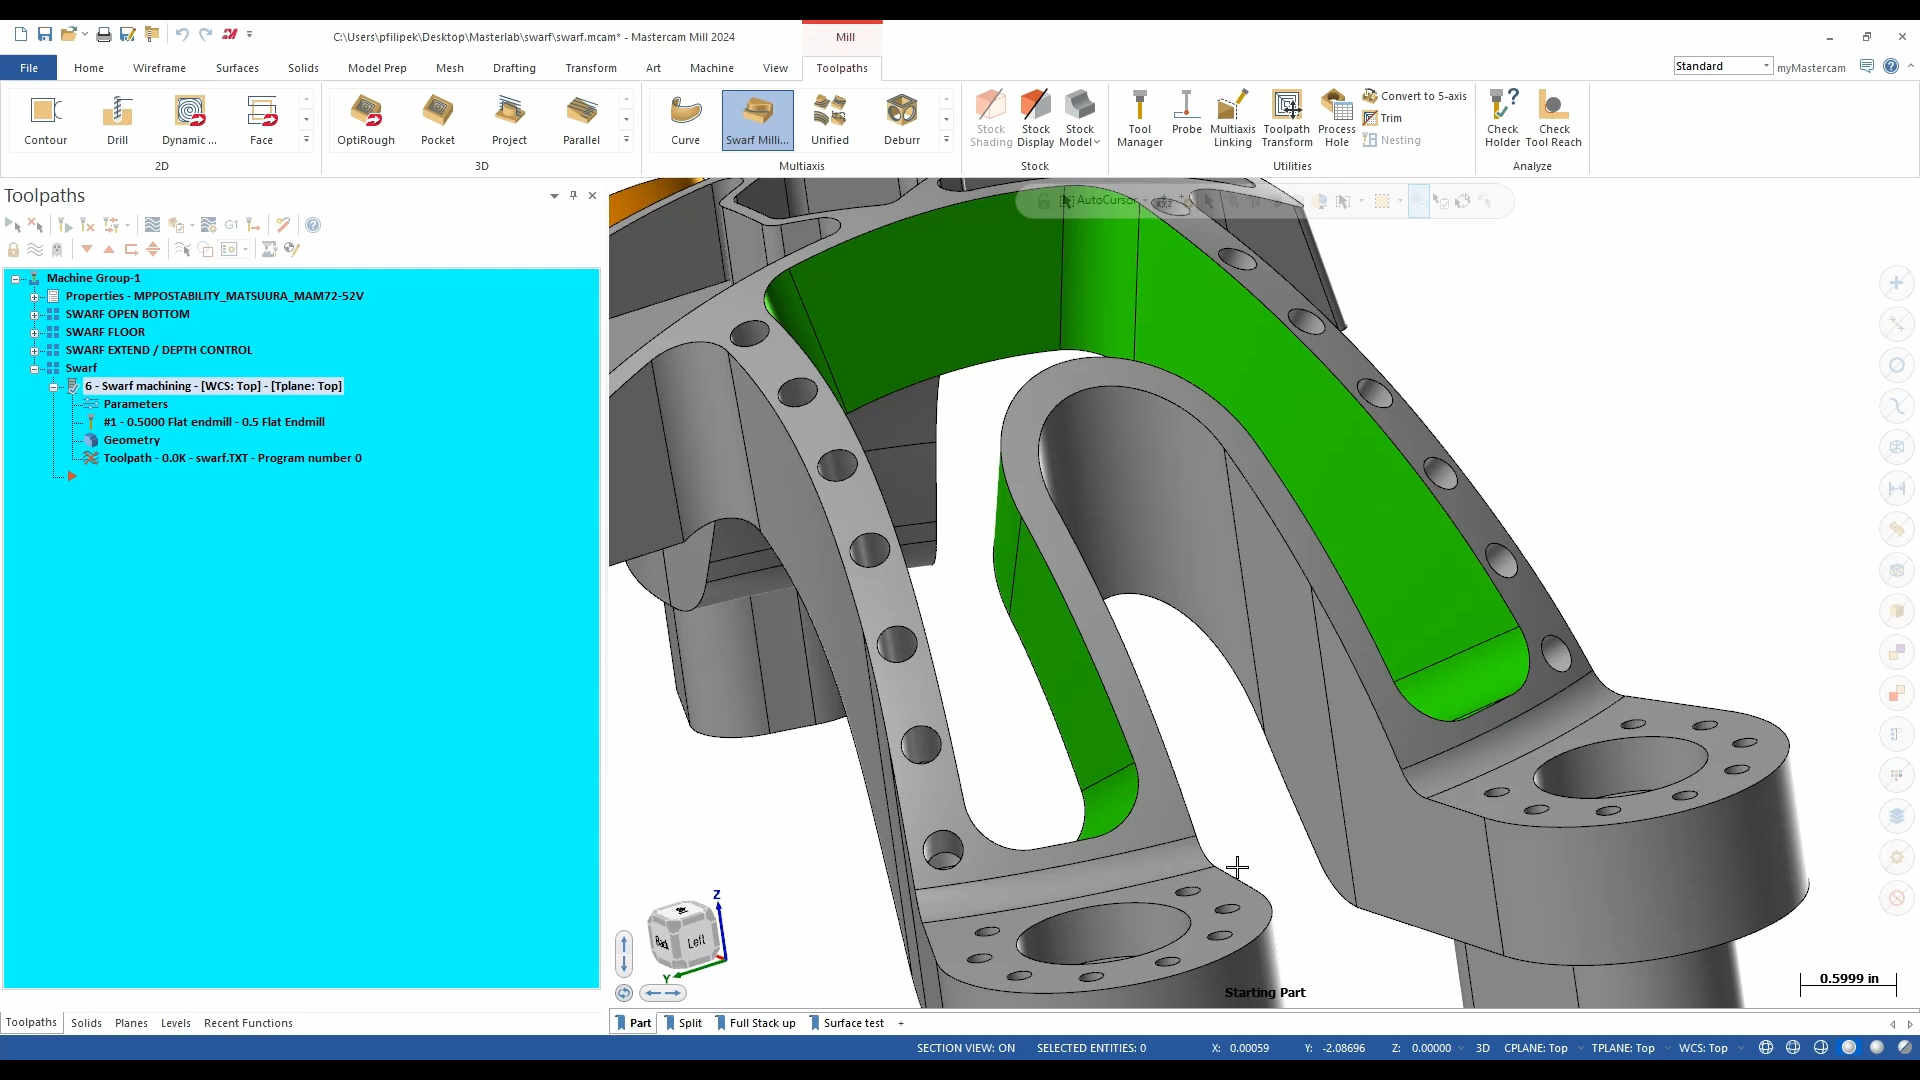 C:\Users\pfilipek\Desktop\Masterlab\swarf\swarf.mcam* - Mastercam Mill 2024
Mill
File Home Wireframe Surfaces Solids Model Prep Mesh Drafting Transform Art Machine View Toolpaths
Standard myMastercam
Contour Drill Dynamic ... Face
2D
OptiRough Pocket Project Parallel
3D
Curve Swarf Milli... Unified Deburr
Multiaxis
Stock Shading Stock Display Stock Model
Stock
Tool Manager Probe Multiaxis Linking Toolpath Transform Process Hole
Convert to 5-axis
Trim
Nesting
Utilities
Check Holder Check Tool Reach
Analyze
Toolpaths
G1
AutoCursor
Machine Group-1
Properties - MPPOSTABILITY_MATSUURA_MAM72-52V
SWARF OPEN BOTTOM
SWARF FLOOR
SWARF EXTEND / DEPTH CONTROL
Swarf
6 - Swarf machining - [WCS: Top] - [Tplane: Top]
Parameters
#1 - 0.5000 Flat endmill - 0.5 Flat Endmill
Geometry
Toolpath - 0.0K - swarf.TXT - Program number 0
Z
Back Left
Y
Starting Part
0.5999 in
Toolpaths Solids Planes Levels Recent Functions
Part Split Full Stack up Surface test +
SECTION VIEW: ON SELECTED ENTITIES: 0 X: 0.00059 Y: -2.08696 Z: 0.00000 3D CPLANE: Top TPLANE: Top WCS: Top